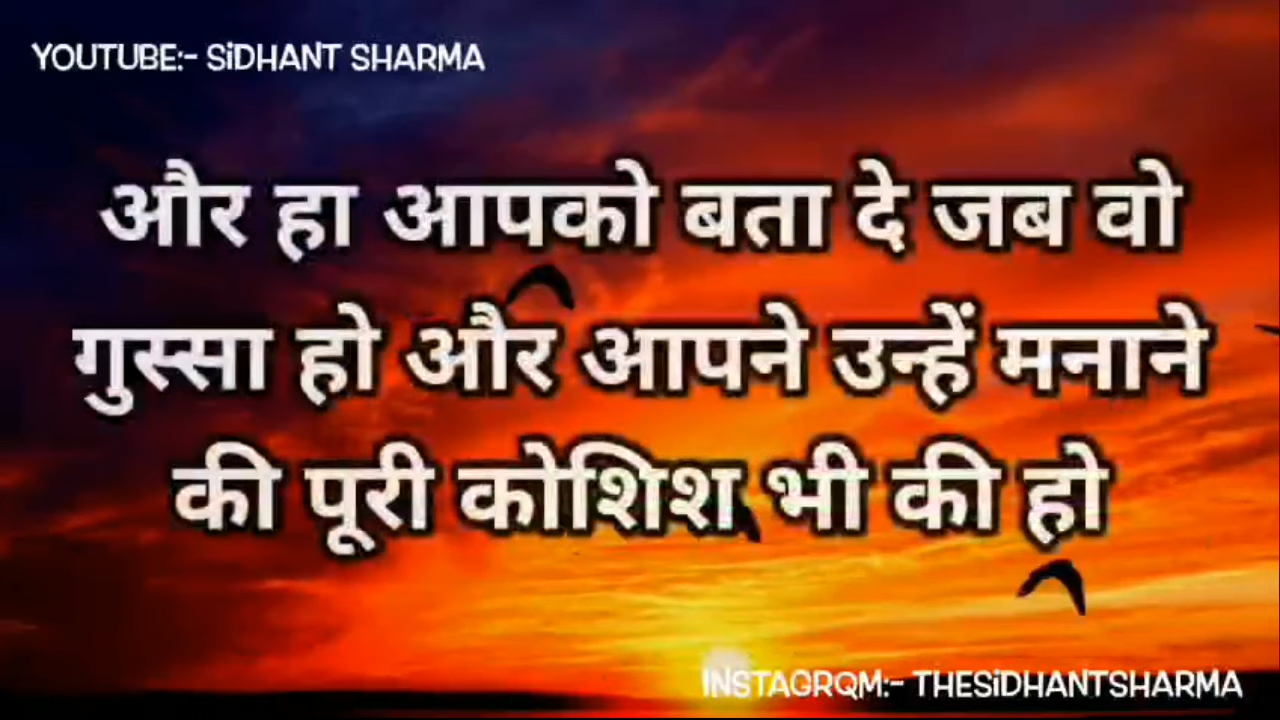 YOUTUBE:- SiDHANT SHARMA
और हा आपको बता दे जब वो
गुस्सा हो और आपने उन्हें मनाने
की पूरी कोशिश भी की हो
INSTAGRQM:- THESiDHANTSHARMA